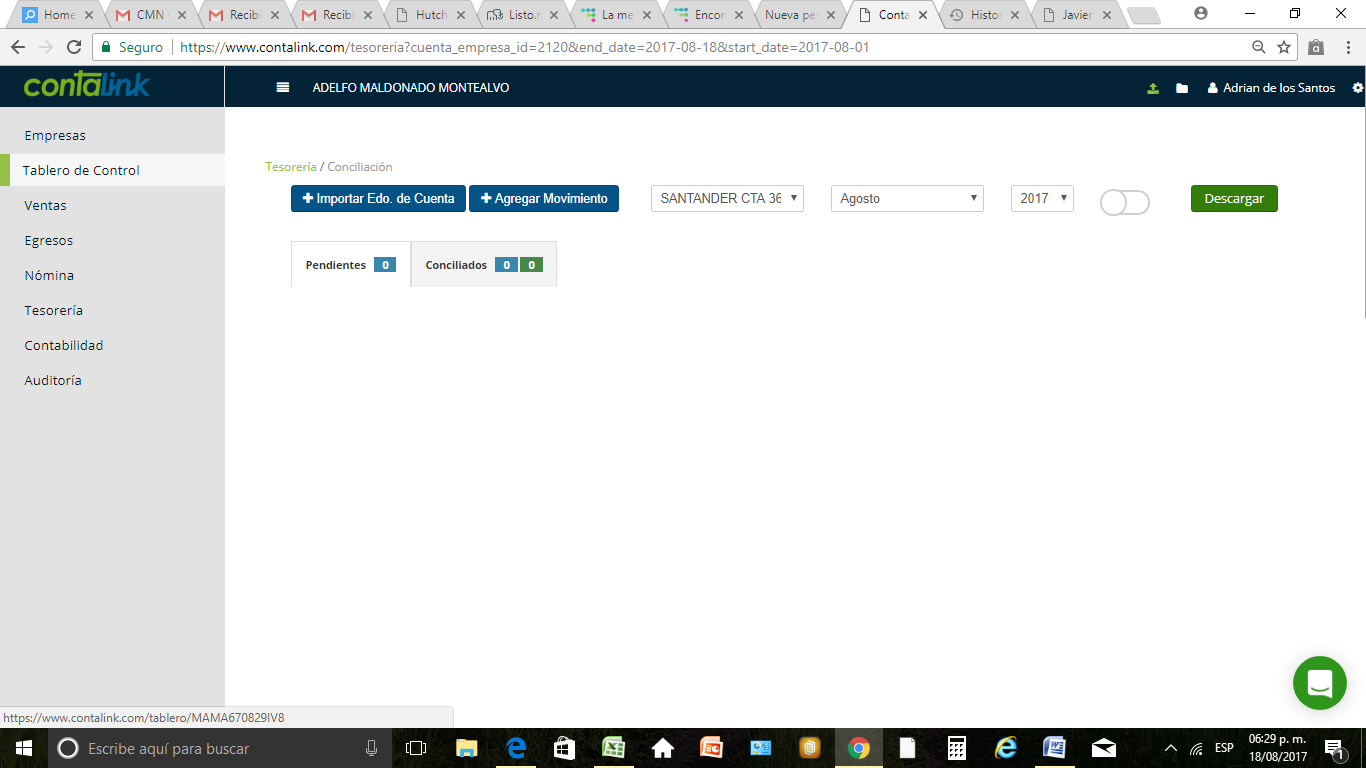 Home
CMN
Recibi
Recibi
Hutch
Listo.r
La me
Encon
Nueva pes
Conta
Histor
Javier
Seguro
https://www.contalink.com/tesoreria?cuenta_empresa_id=2120&end_date=2017-08-18&start_date=2017-08-01
contalink
ADELFO MALDONADO MONTEALVO
Adrian de los Santos
Empresas
Tablero de Control
Ventas
Egresos
Nómina
Tesorería
Contabilidad
Auditoría
Tesorería / Conciliación
Importar Edo. de Cuenta
Agregar Movimiento
SANTANDER CTA 36
Agosto
2017
Descargar
Pendientes 0
Conciliados 0 0
https://www.contalink.com/tablero/MAMA670829IV8
Escribe aquí para buscar
ESP
06:29 p. m.
18/08/2017
1